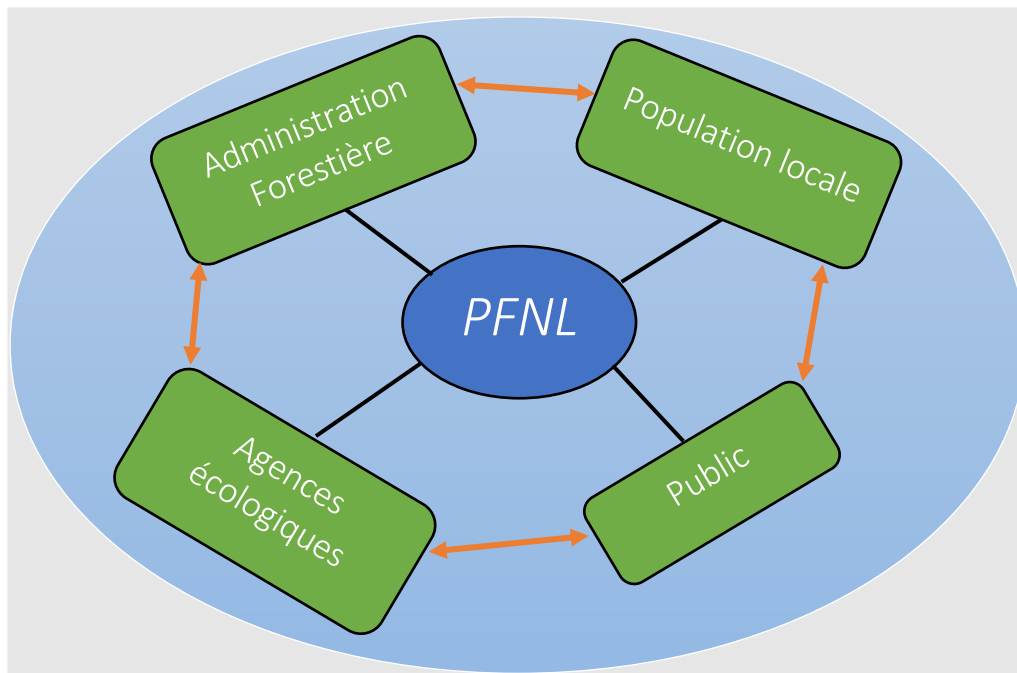 Administration
Forestière
Population locale
PFNL
Agences
écologiques
Public